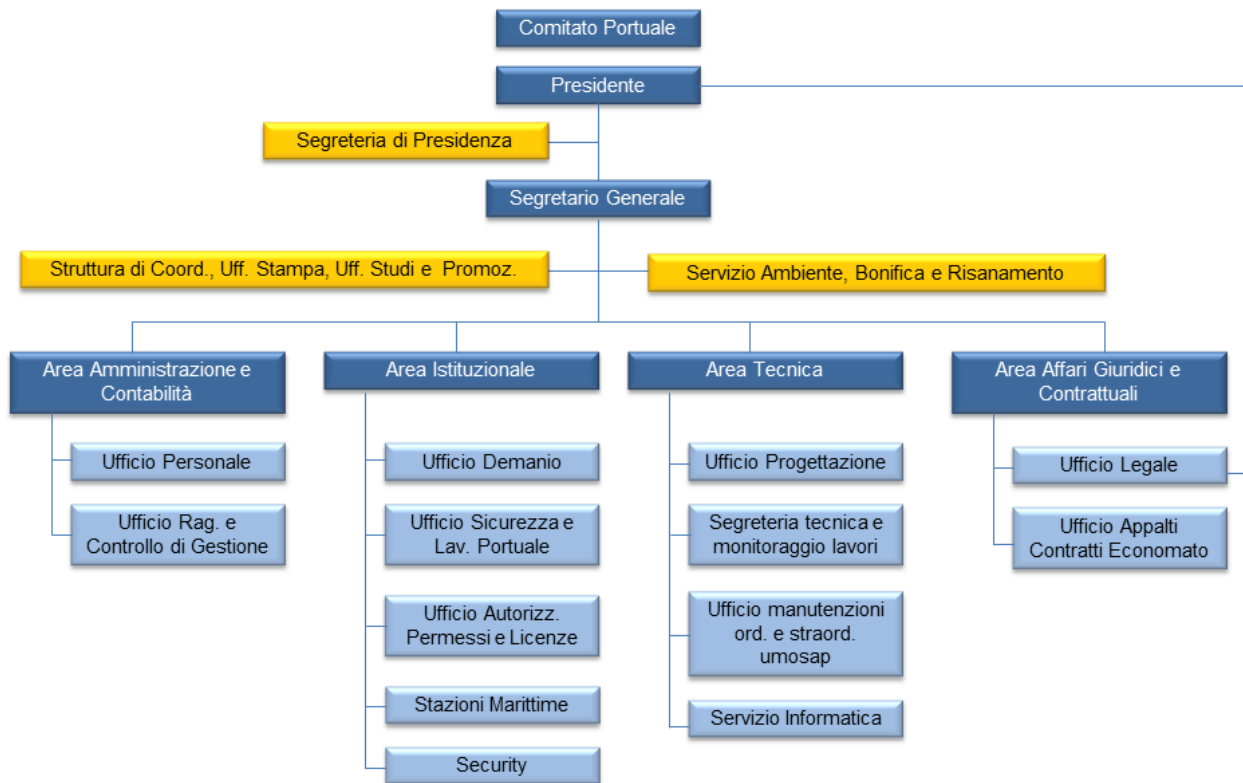 Comitato Portuale
Presidente
Segreteria di Presidenza
Segretario Generale
Struttura di Coord., Uff. Stampa, Uff. Studi e Promoz.
Servizio Ambiente, Bonifica e Risanamento
Area Amministrazione e
Contabilità
Area Istituzionale
Area Tecnica
Area Affari Giuridici e
Contrattuali
Ufficio Personale
Ufficio Rag. e
Controllo di Gestione
Ufficio Demanio
Ufficio Sicurezza e
Lav. Portuale
Ufficio Autorizz.
Permessi e Licenze
Stazioni Marittime
Security
Ufficio Progettazione
Segreteria tecnica e
monitoraggio lavori
Ufficio manutenzioni
ord. e straord.
umosap
Servizio Informatica
Ufficio Legale
Ufficio Appalti
Contratti Economato